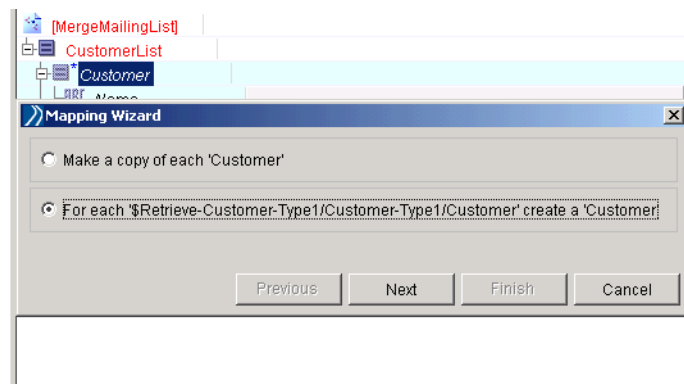 [MergeMailingList]
CustomerList
Customer
Name
Mapping Wizard
Make a copy of each 'Customer'
For each '$Retrieve-Customer-Type1/Customer-Type1/Customer' create a 'Customer
Previous
Next
Finish
Cancel